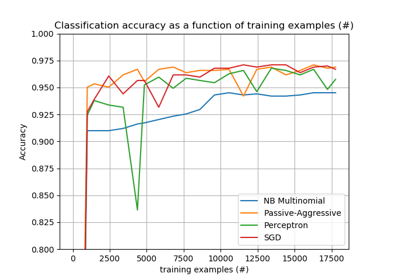 Classification accuracy as a function of training examples (#)
1.000
0.975
0.950
0.925
0.900
0.875
0.850
0.825
0.800
Accuracy
NB Multinomial
Passive-Aggressive
Perceptron
SGD
0 2500 5000 7500 10000 12500 15000 17500
training examples (#)